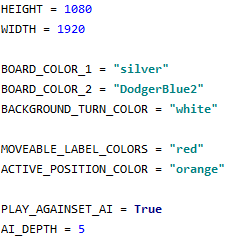 HEIGHT = 1080
WIDTH = 1920
BOARD_COLOR_1 = "silver"
BOARD_COLOR_2 = "DodgerBlue2"
BACKGROUND_TURN_COLOR = "white"
MOVEABLE_LABEL_COLORS = "red"
ACTIVE_POSITION_COLOR = "orange"
PLAY_AGAINSET_AI = True
AI_DEPTH = 5